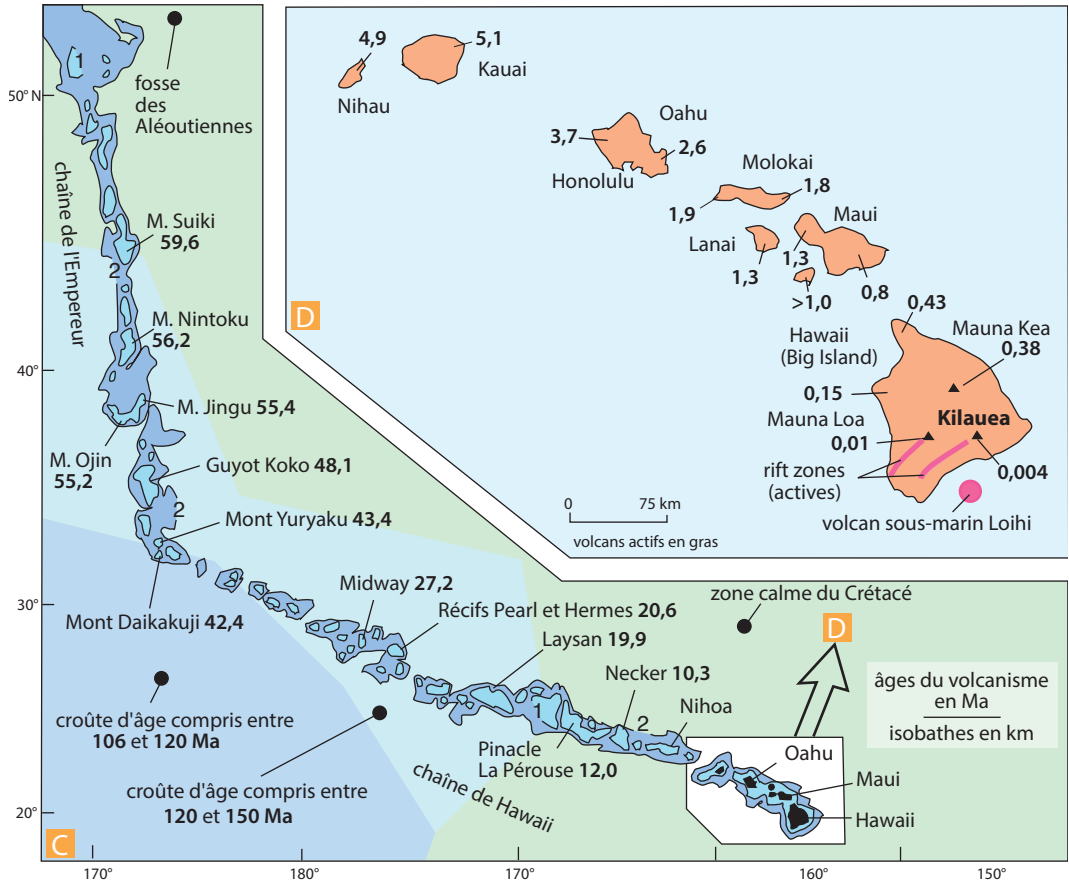 1
fosse
des
Aléoutiennes
50° N
chaîne de l'Empereur
M. Suiki
59,6
2
M. Nintoku
56,2
40°
M. Jingu 55,4
M. Ojin
55,2
Guyot Koko 48,1
2
Mont Yuryaku 43,4
30°
Mont Daikakuji 42,4
Midway 27,2
Récifs Pearl et Hermes 20,6
Laysan 19,9
Necker 10,3
1
2
Nihoa
Pinacle
La Pérouse 12,0
chaîne de Hawaii
croûte d'âge compris entre
106 et 120 Ma
croûte d'âge compris entre
120 et 150 Ma
20°
C
170°
180°
170°
160°
150°
zone calme du Crétacé
D
âges du volcanisme
en Ma
isobathes en km
Oahu
Maui
Hawaii
4,9
5,1
Kauai
Nihau
Oahu
3,7
2,6
Honolulu
Molokai
1,8
1,9
Maui
Lanai
1,3
1,3
0,8
>1,0
D
0,43
Hawaii
(Big Island)
Mauna Kea
0,38
0,15
Mauna Loa
0,01
Kilauea
0,004
rift zones
(actives)
volcan sous-marin Loihi
0
75 km
volcans actifs en gras